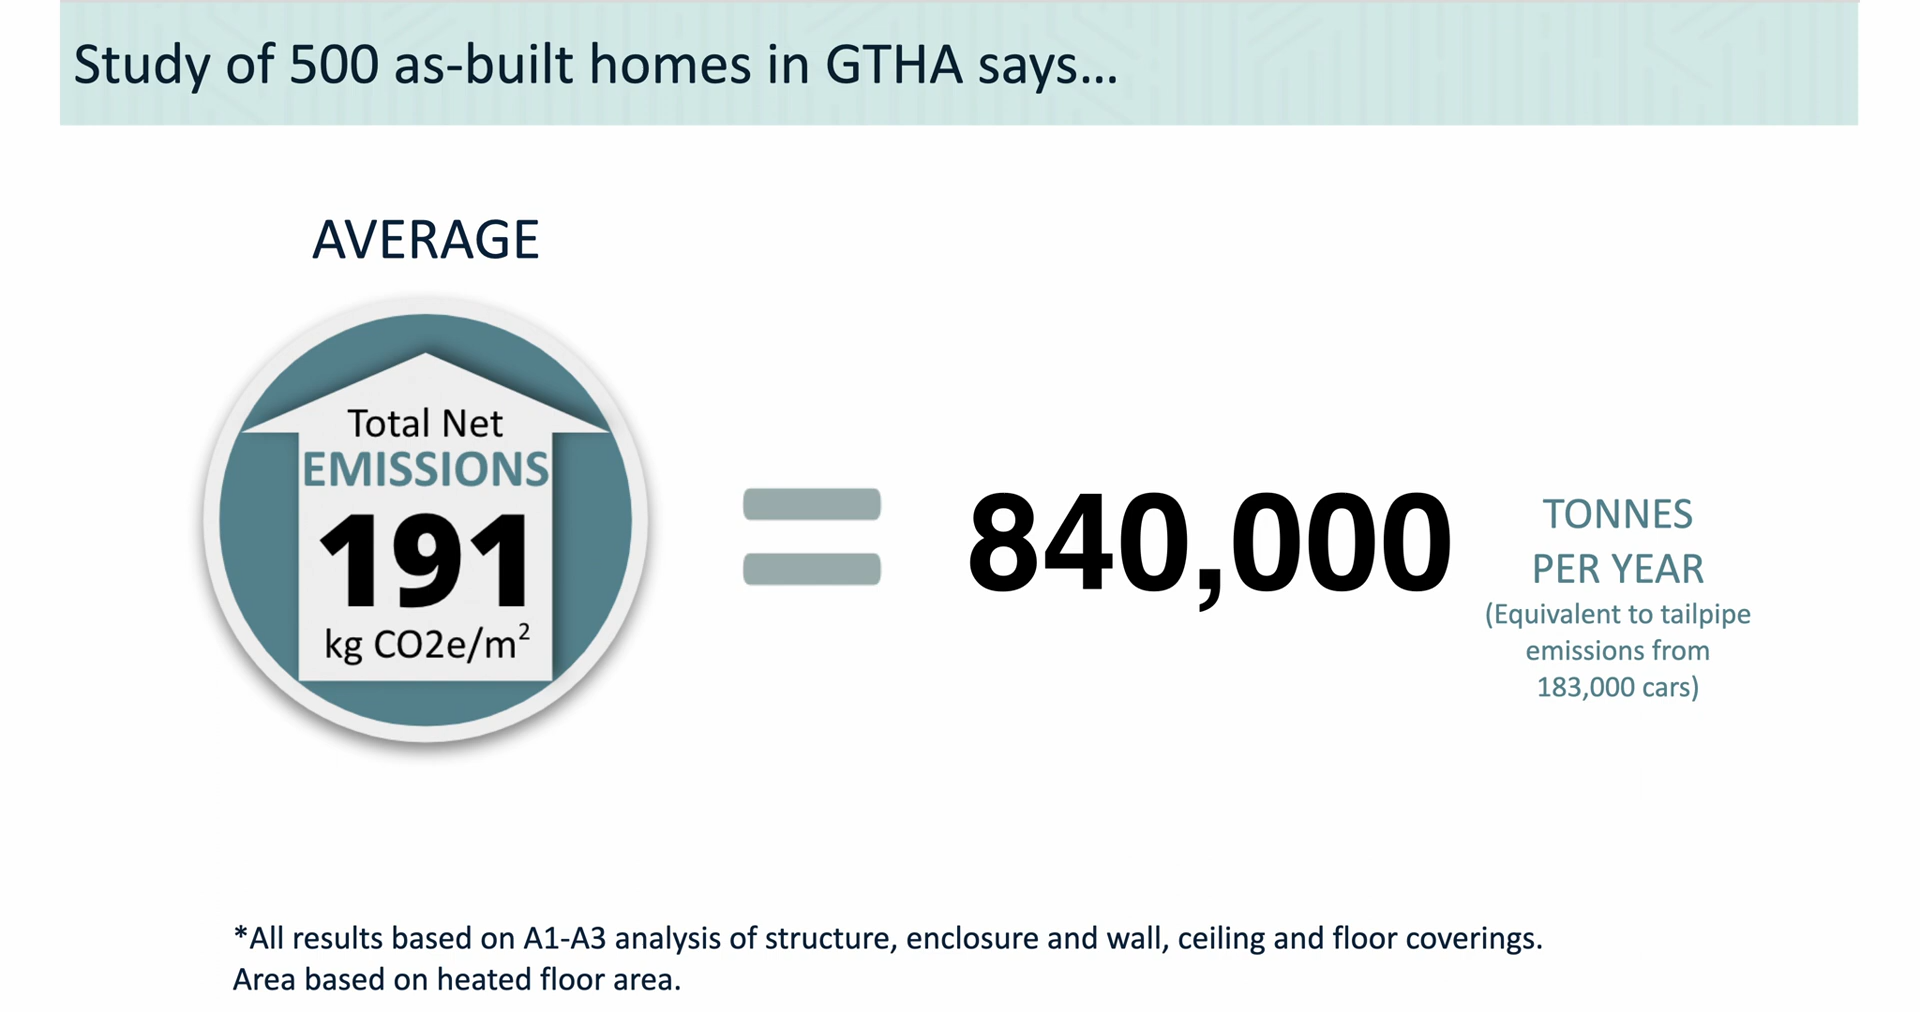 Study of 500 as-built homes in GTHA says...
AVERAGE
Total Net
EMISSIONS
191
kg CO2e/m²
=
840,000
TONNES
PER YEAR
(Equivalent to tailpipe
emissions from
183,000 cars)
*All results based on A1-A3 analysis of structure, enclosure and wall, ceiling and floor coverings.
Area based on heated floor area.